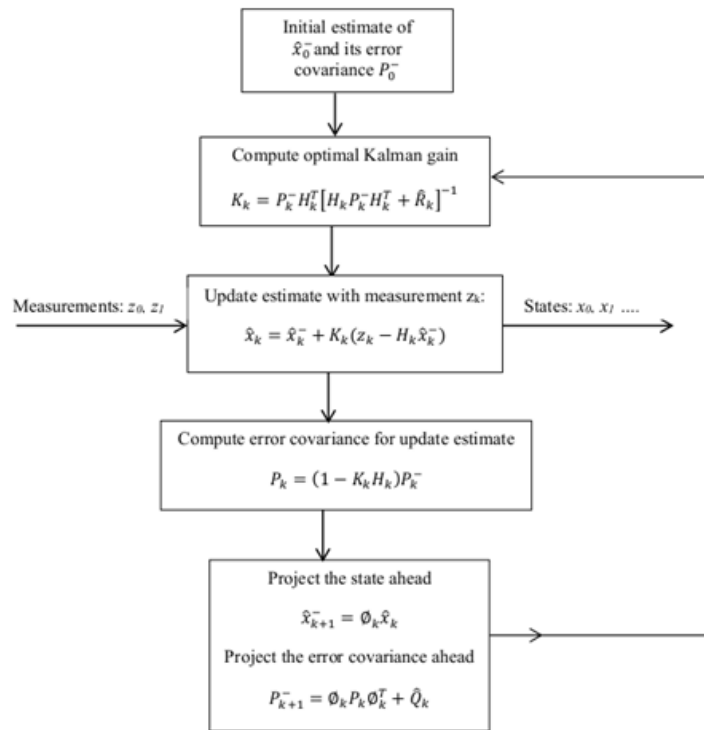 Initial estimate of
x̂₀⁻ and its error
covariance P₀⁻
Compute optimal Kalman gain
Kₖ = Pₖ⁻Hₖᵀ[HₖPₖ⁻Hₖᵀ + R̂ₖ]⁻¹
Measurements: z₀, z₁
Update estimate with measurement zₖ:
x̂ₖ = x̂ₖ⁻ + Kₖ(zₖ − Hₖx̂ₖ⁻)
States: x₀, x₁ ....
Compute error covariance for update estimate
Pₖ = (1 − KₖHₖ)Pₖ⁻
Project the state ahead
x̂ₖ₊₁⁻ = ∅ₖx̂ₖ
Project the error covariance ahead
Pₖ₊₁⁻ = ∅ₖPₖ∅ₖᵀ + Q̂ₖ